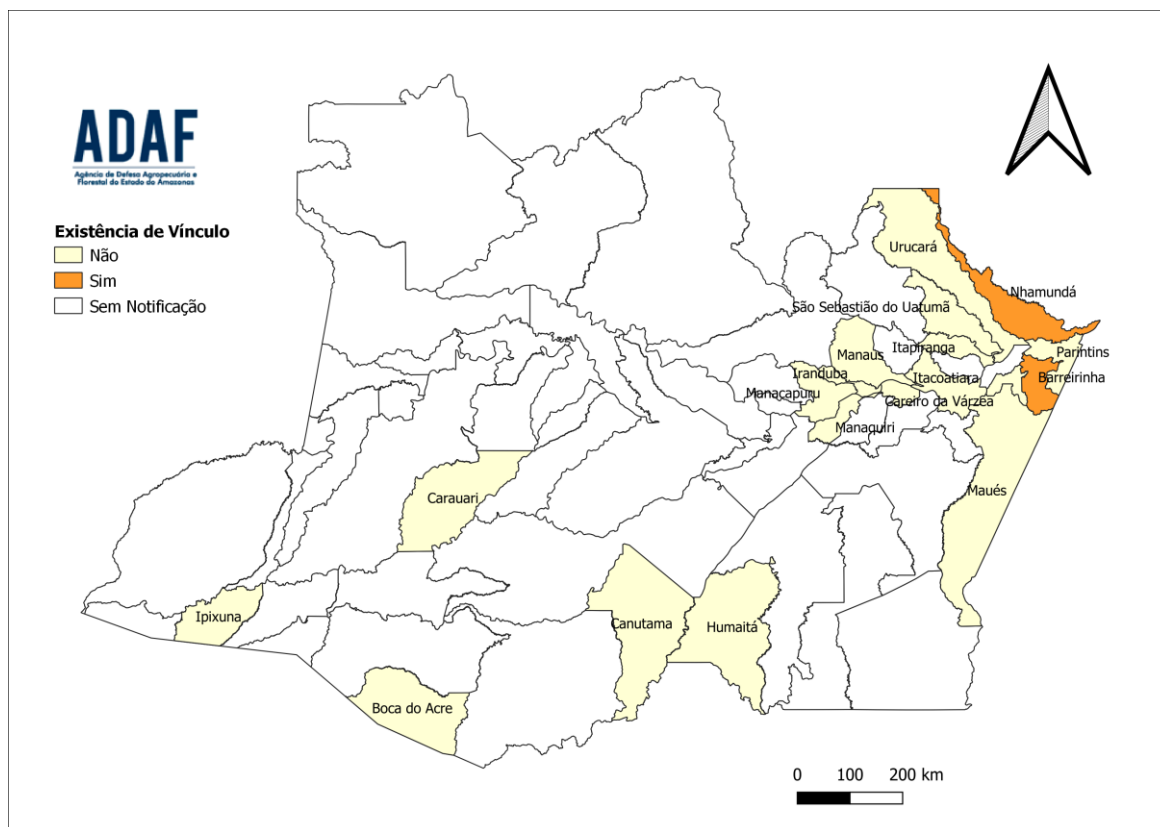 ADAF
Agência de Defesa Agropecuária e
Florestal do Estado do Amazonas
Existência de Vínculo
Não
Sim
Sem Notificação
Urucará
Nhamundá
São Sebastião do Uatumã
Itapiranga
Parintins
Manaus
Iranduba
Itacoatiara
Barreirinha
Manacapuru
Careiro da Várzea
Manaquiri
Maués
Carauari
Ipixuna
Canutama
Humaitá
Boca do Acre
0 100 200 km